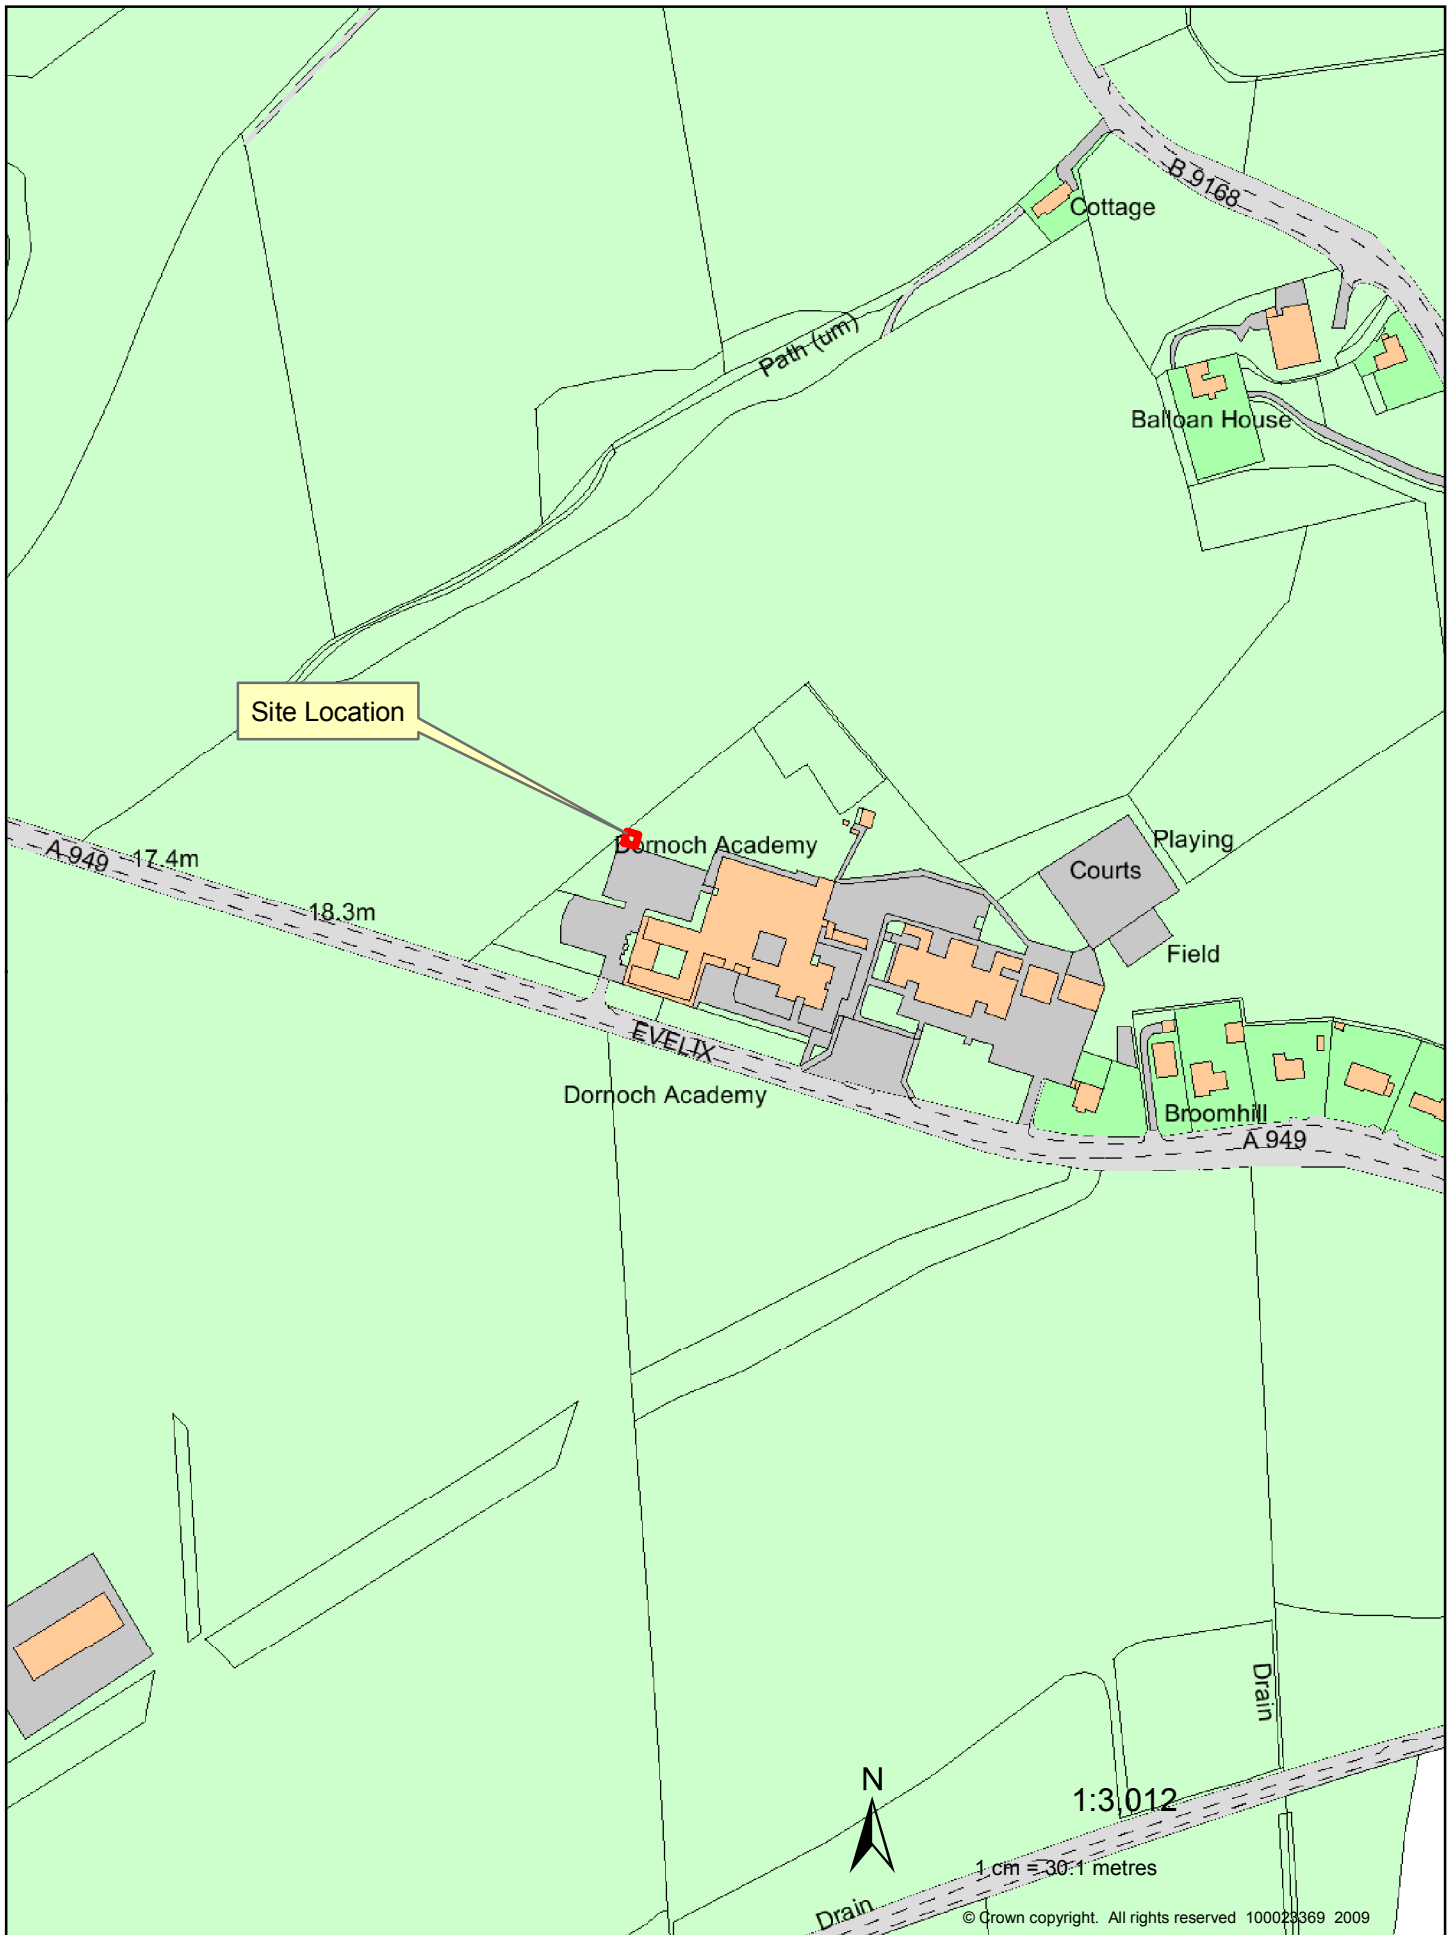 B 9168
Cottage
Path (um)
Balloan House
Site Location
Dornoch Academy
Playing
Courts
A 949
17.4m
18.3m
Field
EVELIX
Dornoch Academy
Broomhill
A 949
Drain
N
1:3,012
1 cm = 30.1 metres
Drain
© Crown copyright. All rights reserved 100023369 2009